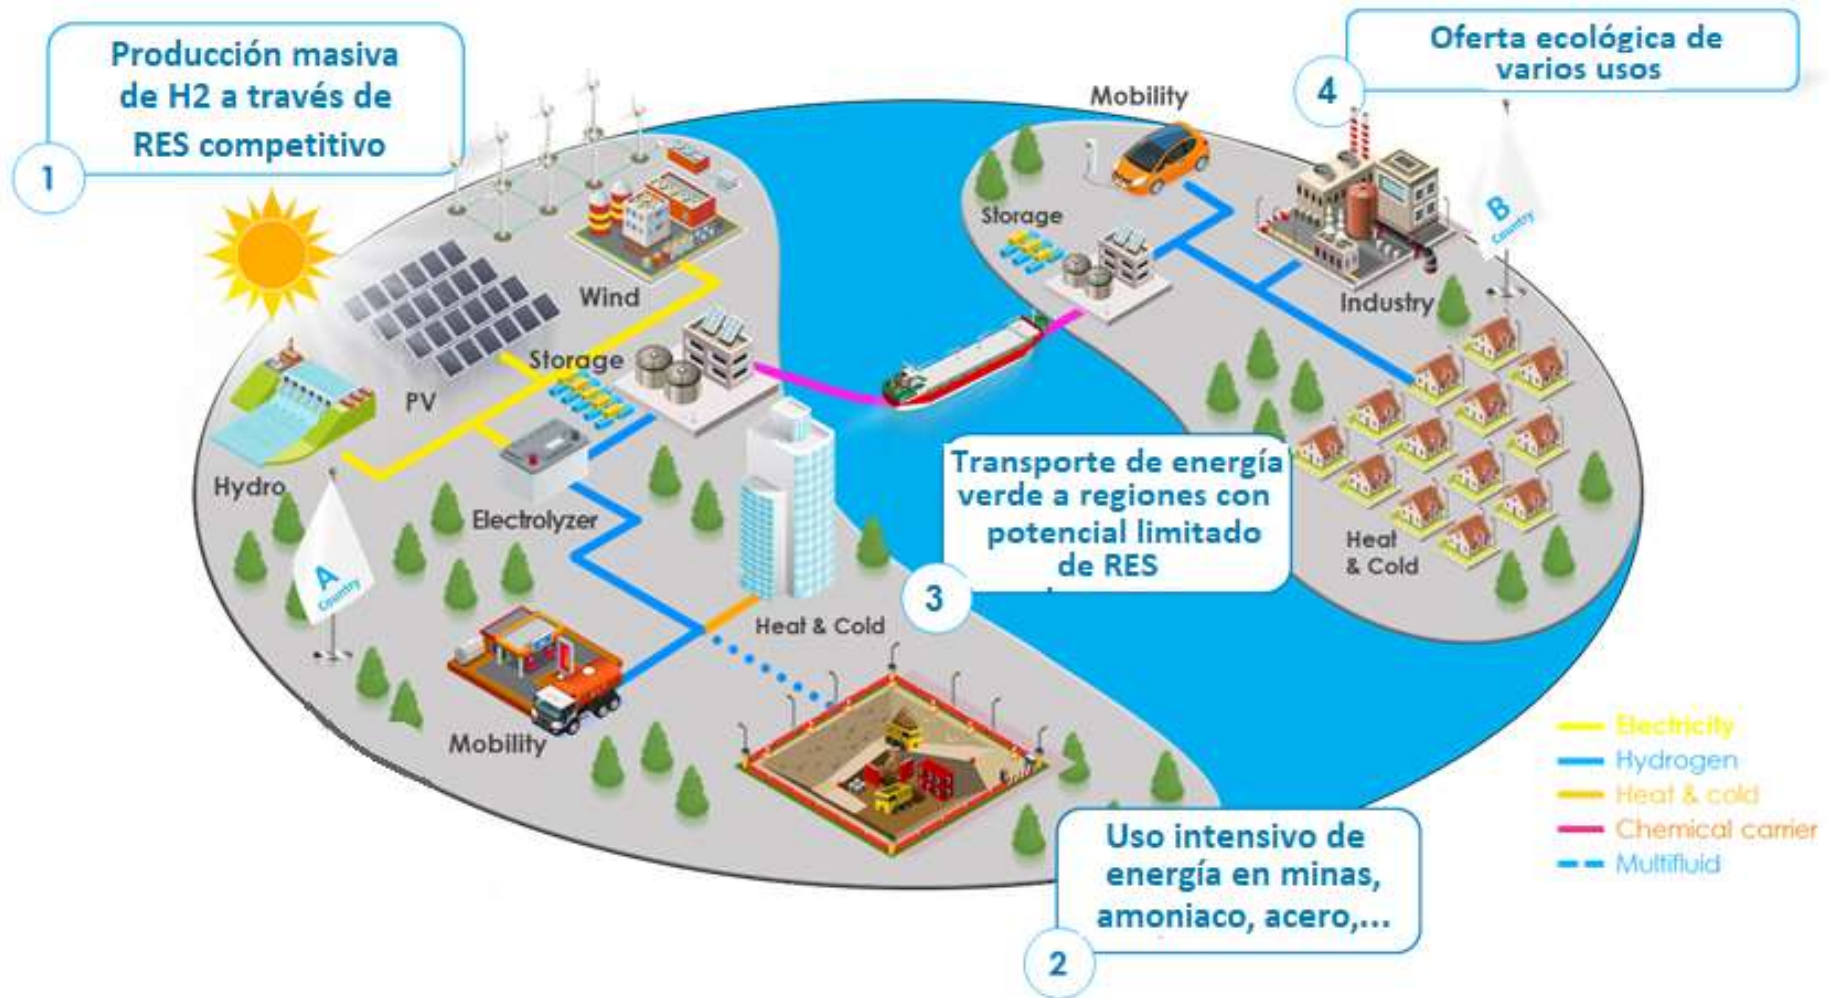 Producción masiva
de H2 a través de
RES competitivo
1
Oferta ecológica de
varios usos
4
Mobility
Storage
B
Country
Industry
Wind
Storage
PV
Hydro
Electrolyzer
A
Country
Transporte de energía
verde a regiones con
potencial limitado
de RES
3
Heat
& Cold
Heat & Cold
Mobility
Electricity
Hydrogen
Heat & cold
Chemical carrier
Multifluid
Uso intensivo de
energía en minas,
amoniaco, acero,...
2